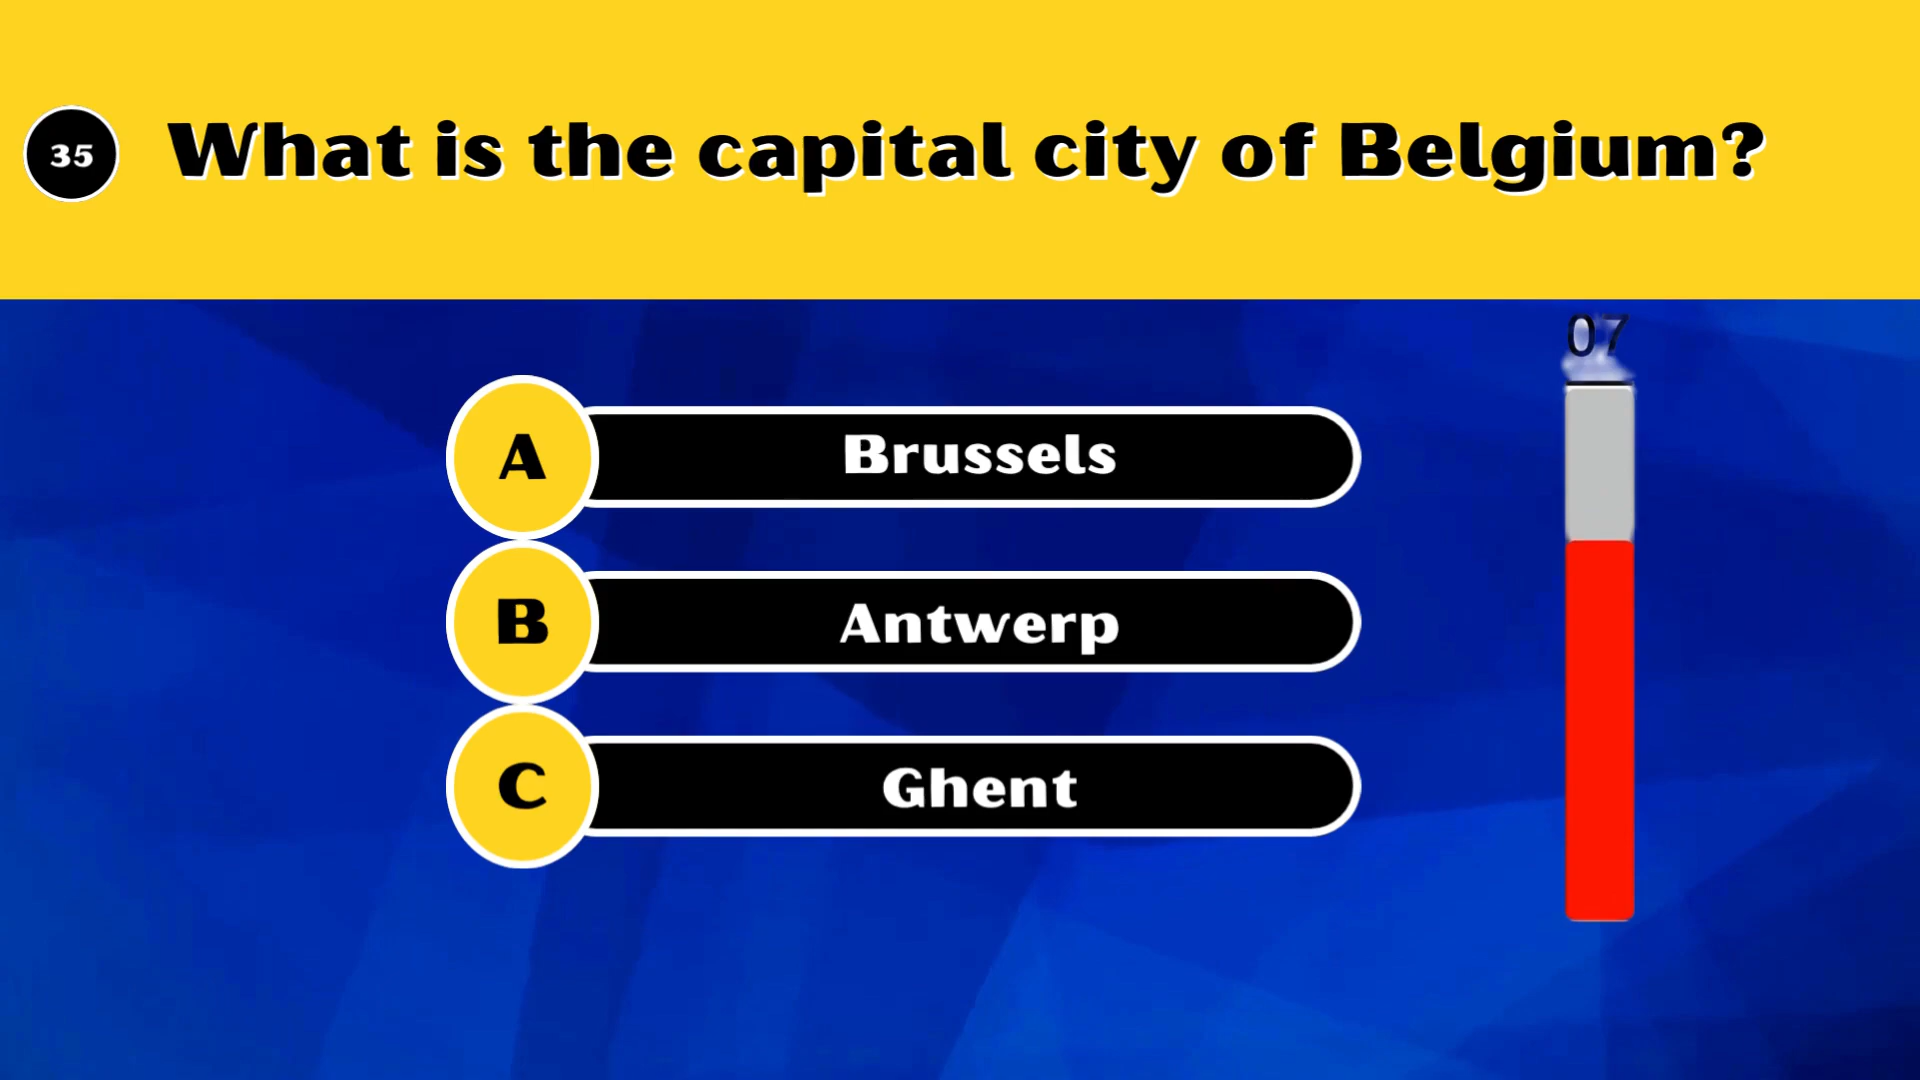 35
What is the capital city of Belgium?
07
A
Brussels
B
Antwerp
C
Ghent